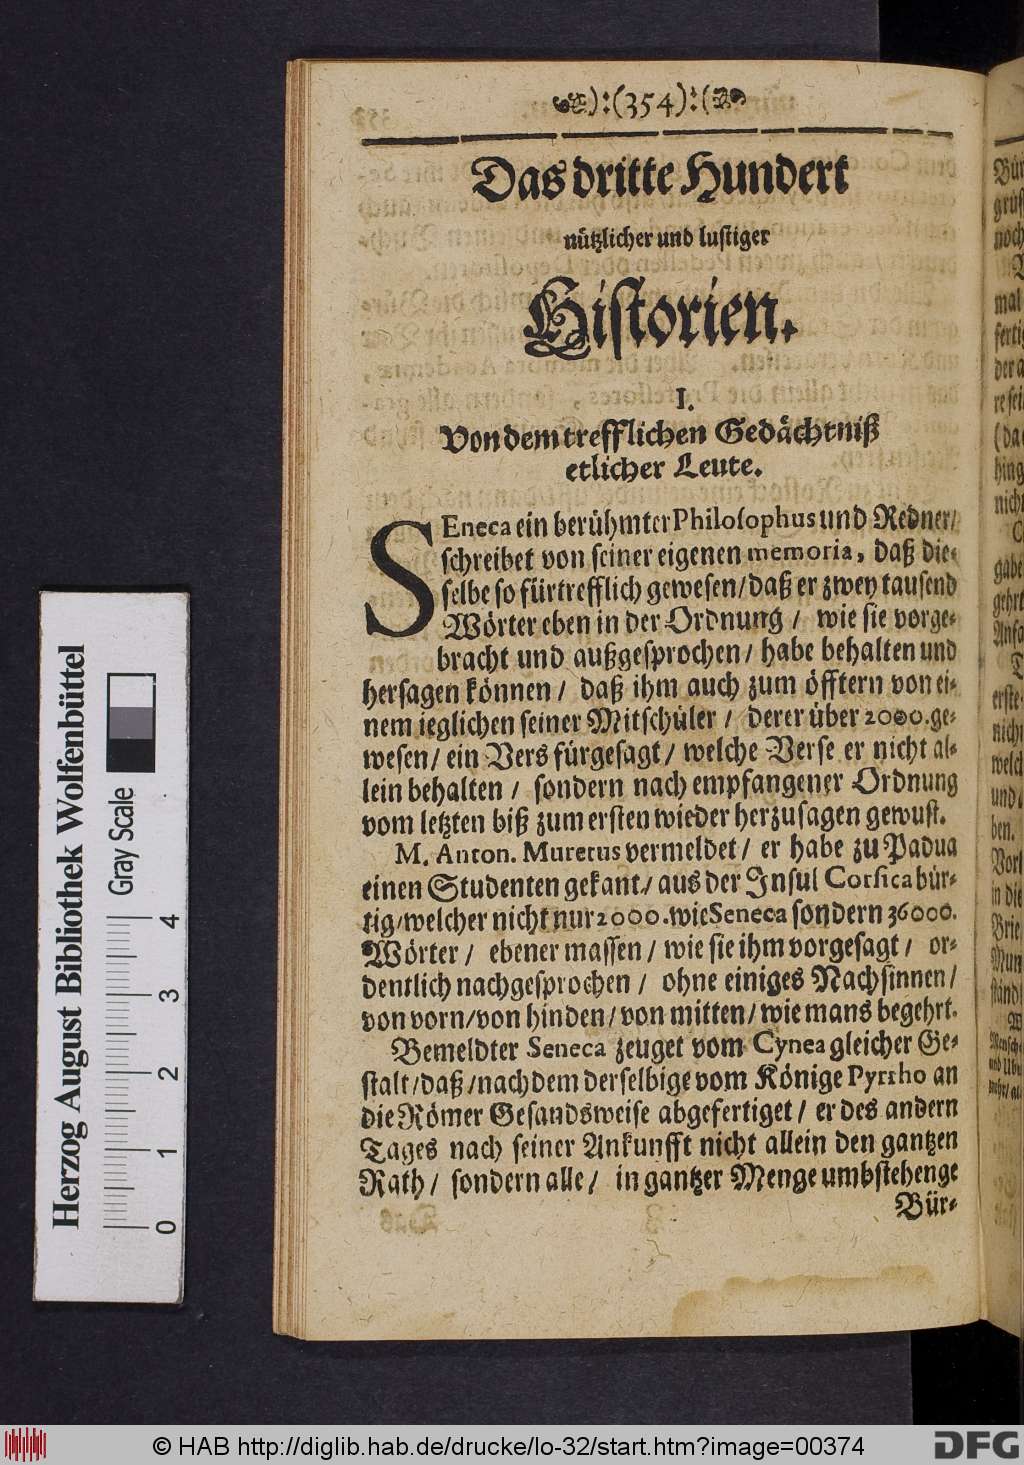 ):(354):(
Das dritte Hundert
nützlicher und lustiger
Historien.
I.
Von dem trefflichen Gedächtniß
etlicher Leute.
SEneca ein berühmter Philosophus und Redner/
schreibet von seiner eigenen memoria, daß die-
selbe so fürtrefflich gewesen/ daß er zwey tausend
Wörter eben in der Ordnung / wie sie vorge-
bracht und außgesprochen/ habe behalten und
hersagen können / daß ihm auch zum öfftern von ei-
nem ieglichen seiner Mitschüler / derer über 2000. ge-
wesen/ ein Vers fürgesagt/ welche Verse er nicht al-
lein behalten / sondern nach empfangener Ordnung
vom letzten biß zum ersten wieder herzusagen gewust.
M. Anton. Muretus vermeldet/ er habe zu Padua
einen Studenten gekant/ aus der Insul Corsica bür-
tig/ welcher nicht nur 2000. wie Seneca sondern 36000.
Wörter / ebener massen / wie sie ihm vorgesagt / or-
dentlich nachgesprochen / ohne einiges Nachsinnen/
von vorn/ von hinden/ von mitten/ wie mans begehrt.
Bemeldter Seneca zeuget vom Cynea gleicher Ge-
stalt/ daß/ nach dem derselbige vom Könige Pyrrho an
die Römer Gesandsweise abgefertiget/ er des andern
Tages nach seiner Ankunfft nicht allein den gantzen
Rath/ sondern alle/ in gantzer Menge umbstehenge
Bür-
Herzog August Bibliothek Wolfenbüttel
Gray Scale
0 1 2 3 4
© HAB http://diglib.hab.de/drucke/lo-32/start.htm?image=00374
DFG